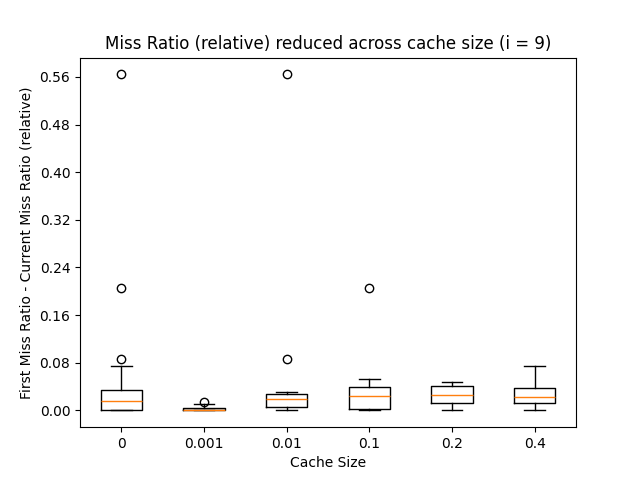 Miss Ratio (relative) reduced across cache size (i = 9)
First Miss Ratio - Current Miss Ratio (relative)
0.56
0.48
0.40
0.32
0.24
0.16
0.08
0.00
0 0.001 0.01 0.1 0.2 0.4
Cache Size